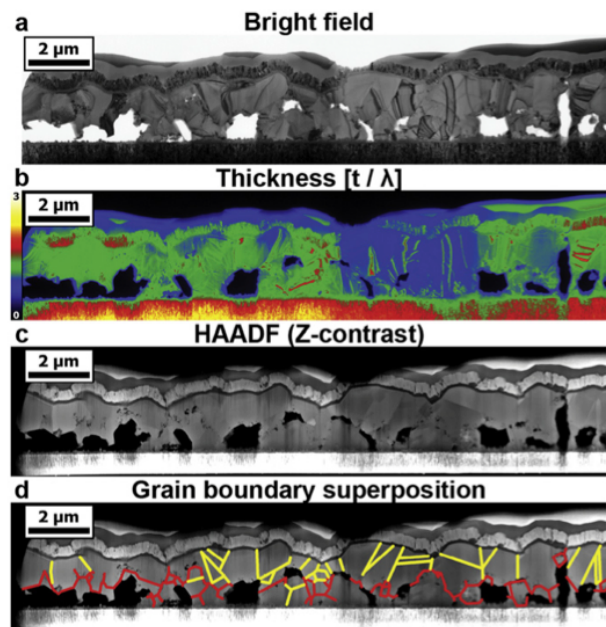 a Bright field
2 μm
b Thickness [t / λ]
2 μm
3
0
c HAADF (Z-contrast)
2 μm
d Grain boundary superposition
2 μm